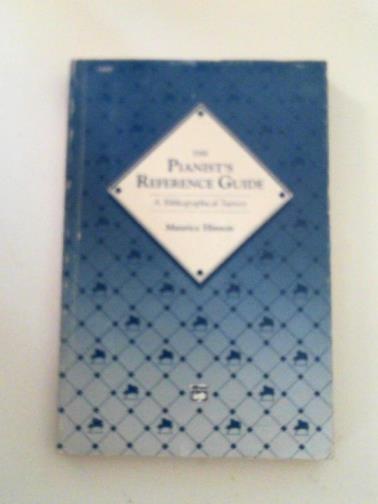 THE
PIANIST'S
REFERENCE GUIDE
A Bibliographical Survey
Maurice Hinson